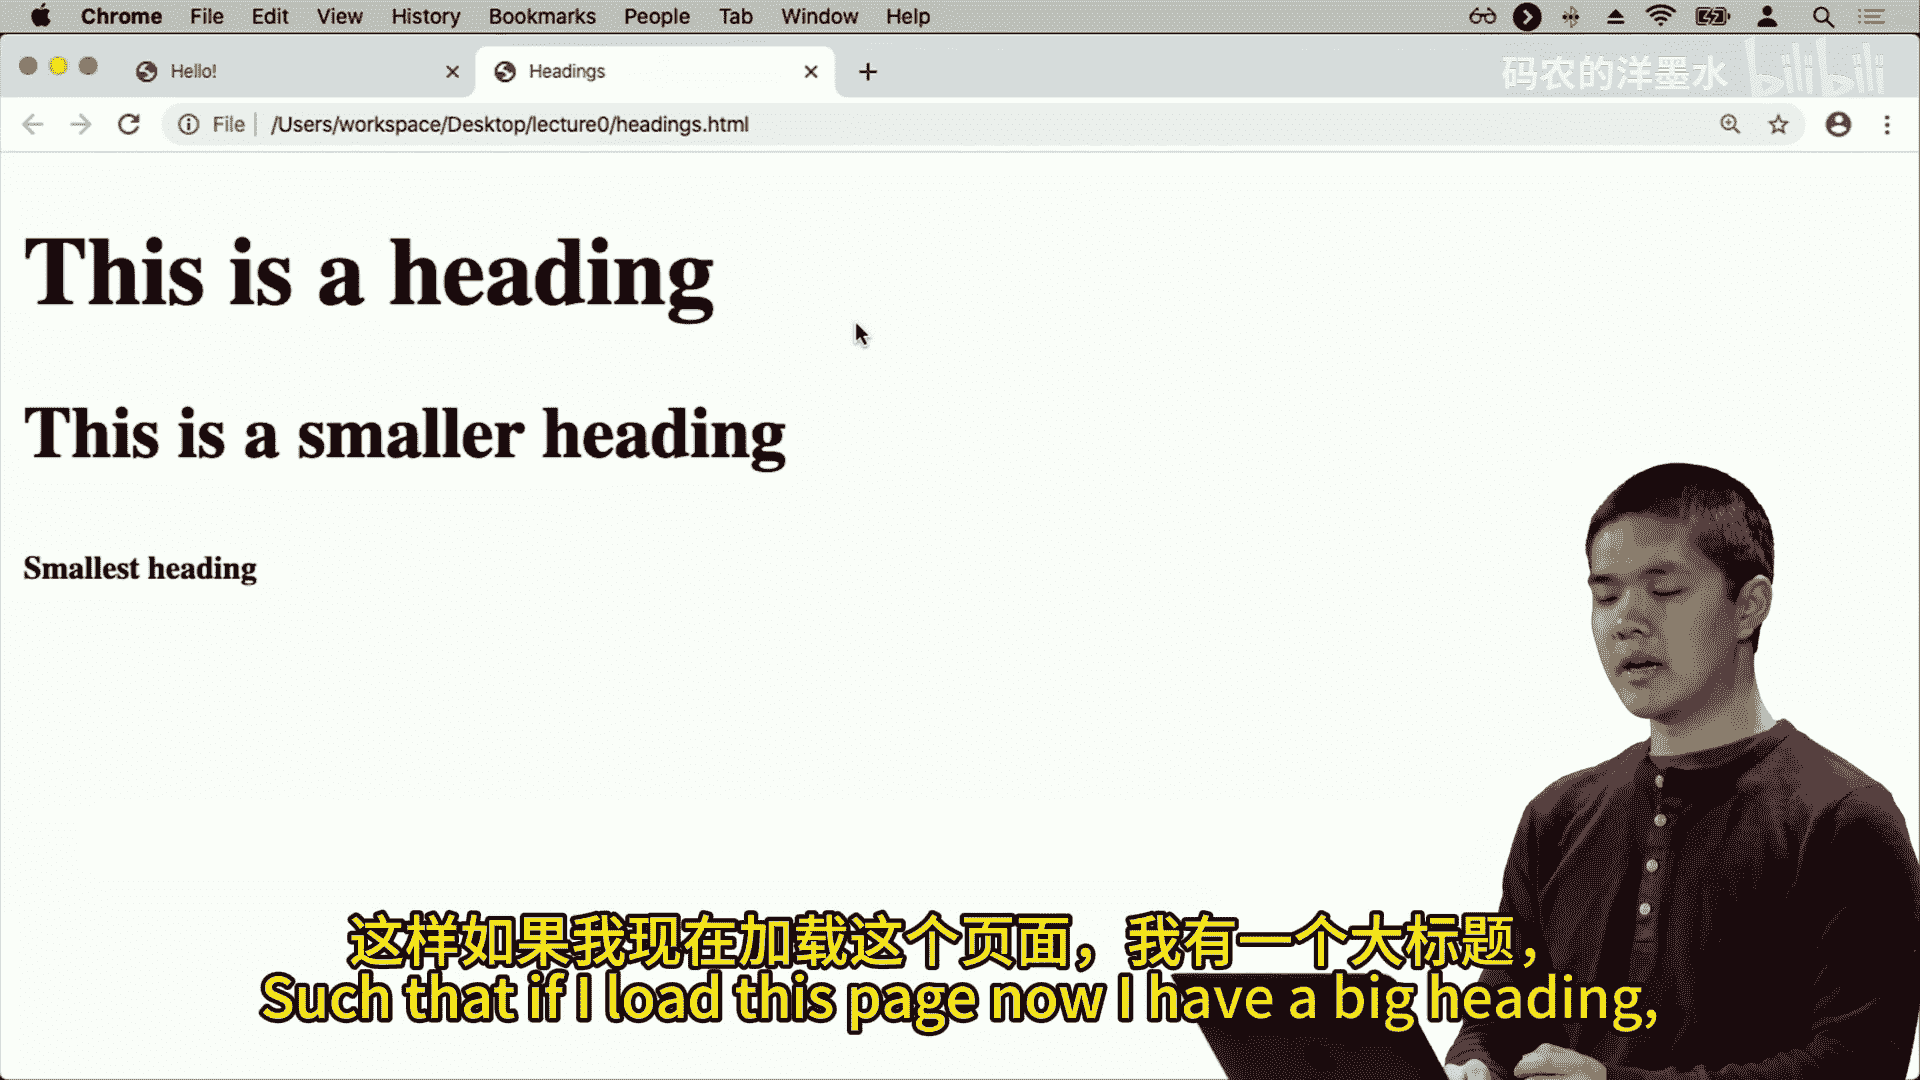 Chrome File Edit View History Bookmarks People Tab Window Help
Hello!
Headings
码农的洋墨水 bilibili
File /Users/workspace/Desktop/lecture0/headings.html
This is a heading
This is a smaller heading
Smallest heading
这样如果我现在加载这个页面，我有一个大标题，
Such that if I load this page now I have a big heading,